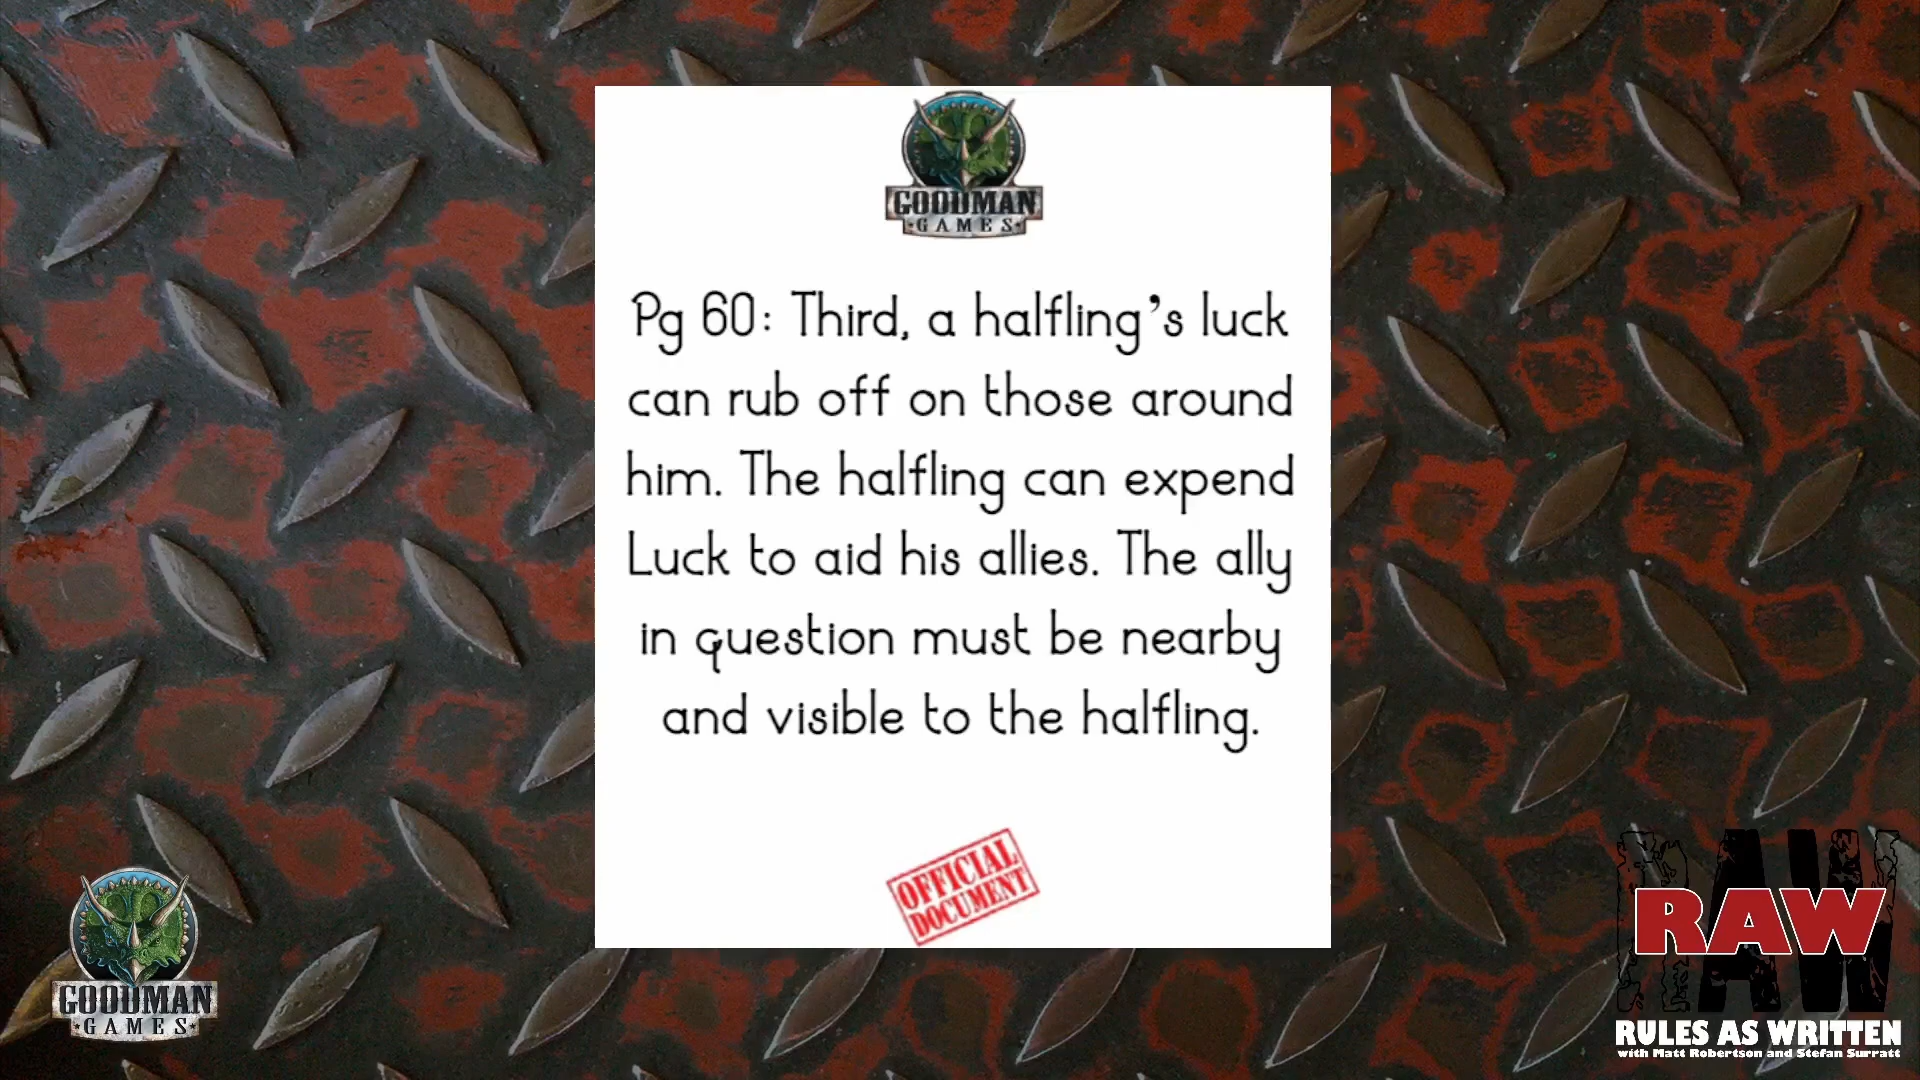 GOODMAN
GAMES
Pg 60: Third, a halfling's luck
can rub off on those around
him. The halfling can expend
Luck to aid his allies. The ally
in question must be nearby
and visible to the halfling.
OFFICIAL
DOCUMENT
GOODMAN
GAMES
RAW
RAW
RULES AS WRITTEN
with Matt Robertson and Stefan Surratt